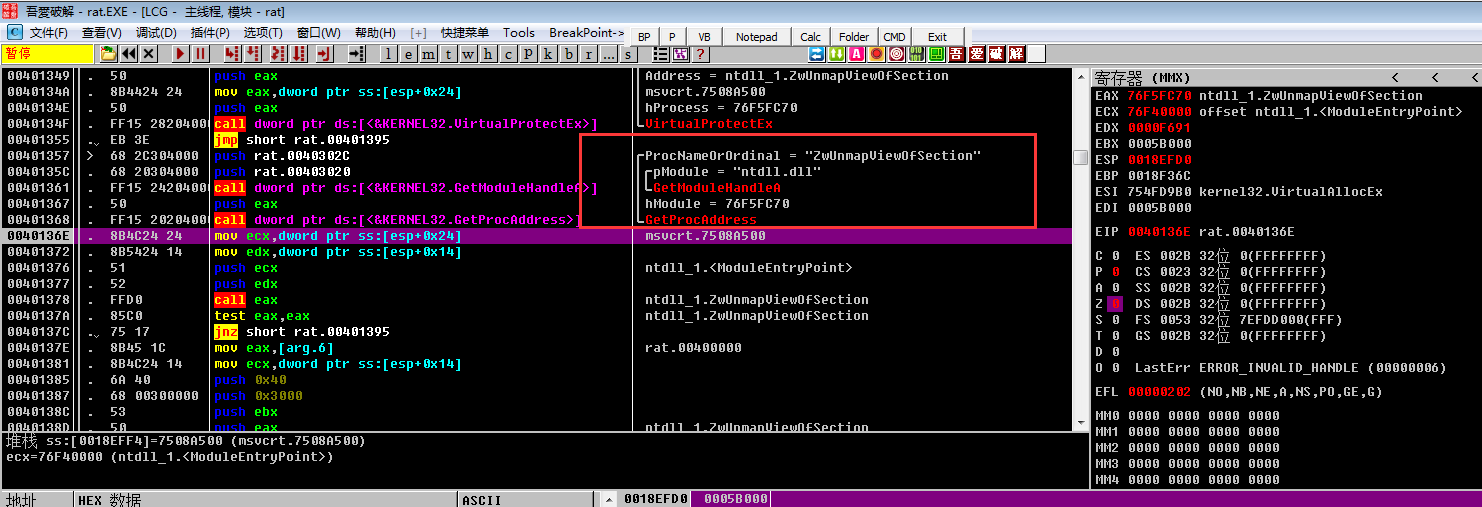 吾爱破解 - rat.EXE - [LCG - 主线程, 模块 - rat]
C 文件(F) 查看(V) 调试(D) 插件(P) 选项(T) 窗口(W) 帮助(H) [+] 快捷菜单 Tools BreakPoint-> BP P VB Notepad Calc Folder CMD Exit
暂停 l e m t w h c p k b r ... s ? 吾 爱 破 解
00401349 . 50 push eax Address = ntdll_1.ZwUnmapViewOfSection
0040134A . 8B4424 24 mov eax,dword ptr ss:[esp+0x24] msvcrt.7508A500
0040134E . 50 push eax hProcess = 76F5FC70
0040134F . FF15 28204000 call dword ptr ds:[<&KERNEL32.VirtualProtectEx>] VirtualProtectEx
00401355 . EB 3E jmp short rat.00401395
00401357 > 68 2C304000 push rat.0040302C ProcNameOrOrdinal = "ZwUnmapViewOfSection"
0040135C . 68 20304000 push rat.00403020 pModule = "ntdll.dll"
00401361 . FF15 24204000 call dword ptr ds:[<&KERNEL32.GetModuleHandleA>] GetModuleHandleA
00401367 . 50 push eax hModule = 76F5FC70
00401368 . FF15 20204000 call dword ptr ds:[<&KERNEL32.GetProcAddress>] GetProcAddress
0040136E . 8B4C24 24 mov ecx,dword ptr ss:[esp+0x24] msvcrt.7508A500
00401372 . 8B5424 14 mov edx,dword ptr ss:[esp+0x14]
00401376 . 51 push ecx ntdll_1.<ModuleEntryPoint>
00401377 . 52 push edx
00401378 . FFD0 call eax ntdll_1.ZwUnmapViewOfSection
0040137A . 85C0 test eax,eax ntdll_1.ZwUnmapViewOfSection
0040137C . 75 17 jnz short rat.00401395
0040137E . 8B45 1C mov eax,[arg.6] rat.00400000
00401381 . 8B4C24 14 mov ecx,dword ptr ss:[esp+0x14]
00401385 . 6A 40 push 0x40
00401387 . 68 00300000 push 0x3000
0040138C . 53 push ebx
0040138D . 50 push eax ntdll_1.ZwUnmapViewOfSection
堆栈 ss:[0018EFF4]=7508A500 (msvcrt.7508A500)
ecx=76F40000 (ntdll_1.<ModuleEntryPoint>)
地址 HEX 数据 ASCII 0018EFD0 0005B000
寄存器 (MMX) < < <
EAX 76F5FC70 ntdll_1.ZwUnmapViewOfSection
ECX 76F40000 offset ntdll_1.<ModuleEntryPoint>
EDX 0000F691
EBX 0005B000
ESP 0018EFD0
EBP 0018F36C
ESI 754FD9B0 kernel32.VirtualAllocEx
EDI 0005B000
EIP 0040136E rat.0040136E
C 0 ES 002B 32位 0(FFFFFFFF)
P 0 CS 0023 32位 0(FFFFFFFF)
A 0 SS 002B 32位 0(FFFFFFFF)
Z 0 DS 002B 32位 0(FFFFFFFF)
S 0 FS 0053 32位 7EFDD000(FFF)
T 0 GS 002B 32位 0(FFFFFFFF)
D 0
O 0 LastErr ERROR_INVALID_HANDLE (00000006)
EFL 00000202 (NO,NB,NE,A,NS,PO,GE,G)
MM0 0000 0000 0000 0000
MM1 0000 0000 0000 0000
MM2 0000 0000 0000 0000
MM3 0000 0000 0000 0000
MM4 0000 0000 0000 0000